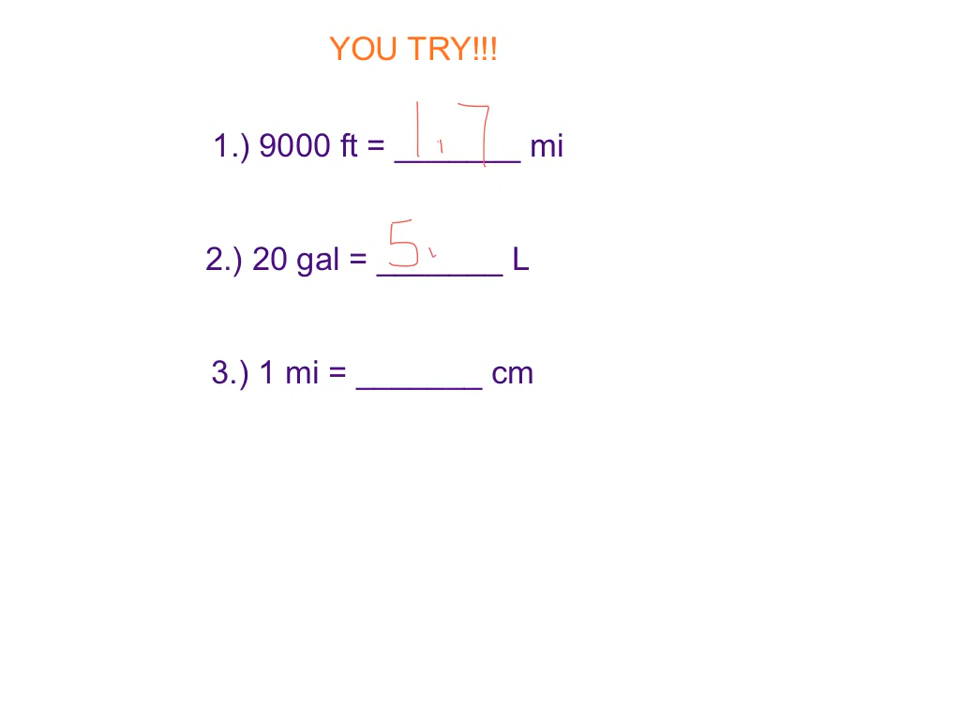 YOU TRY!!!
1.) 9000 ft = 1.7 mi
2.) 20 gal = 5. L
3.) 1 mi = _______ cm